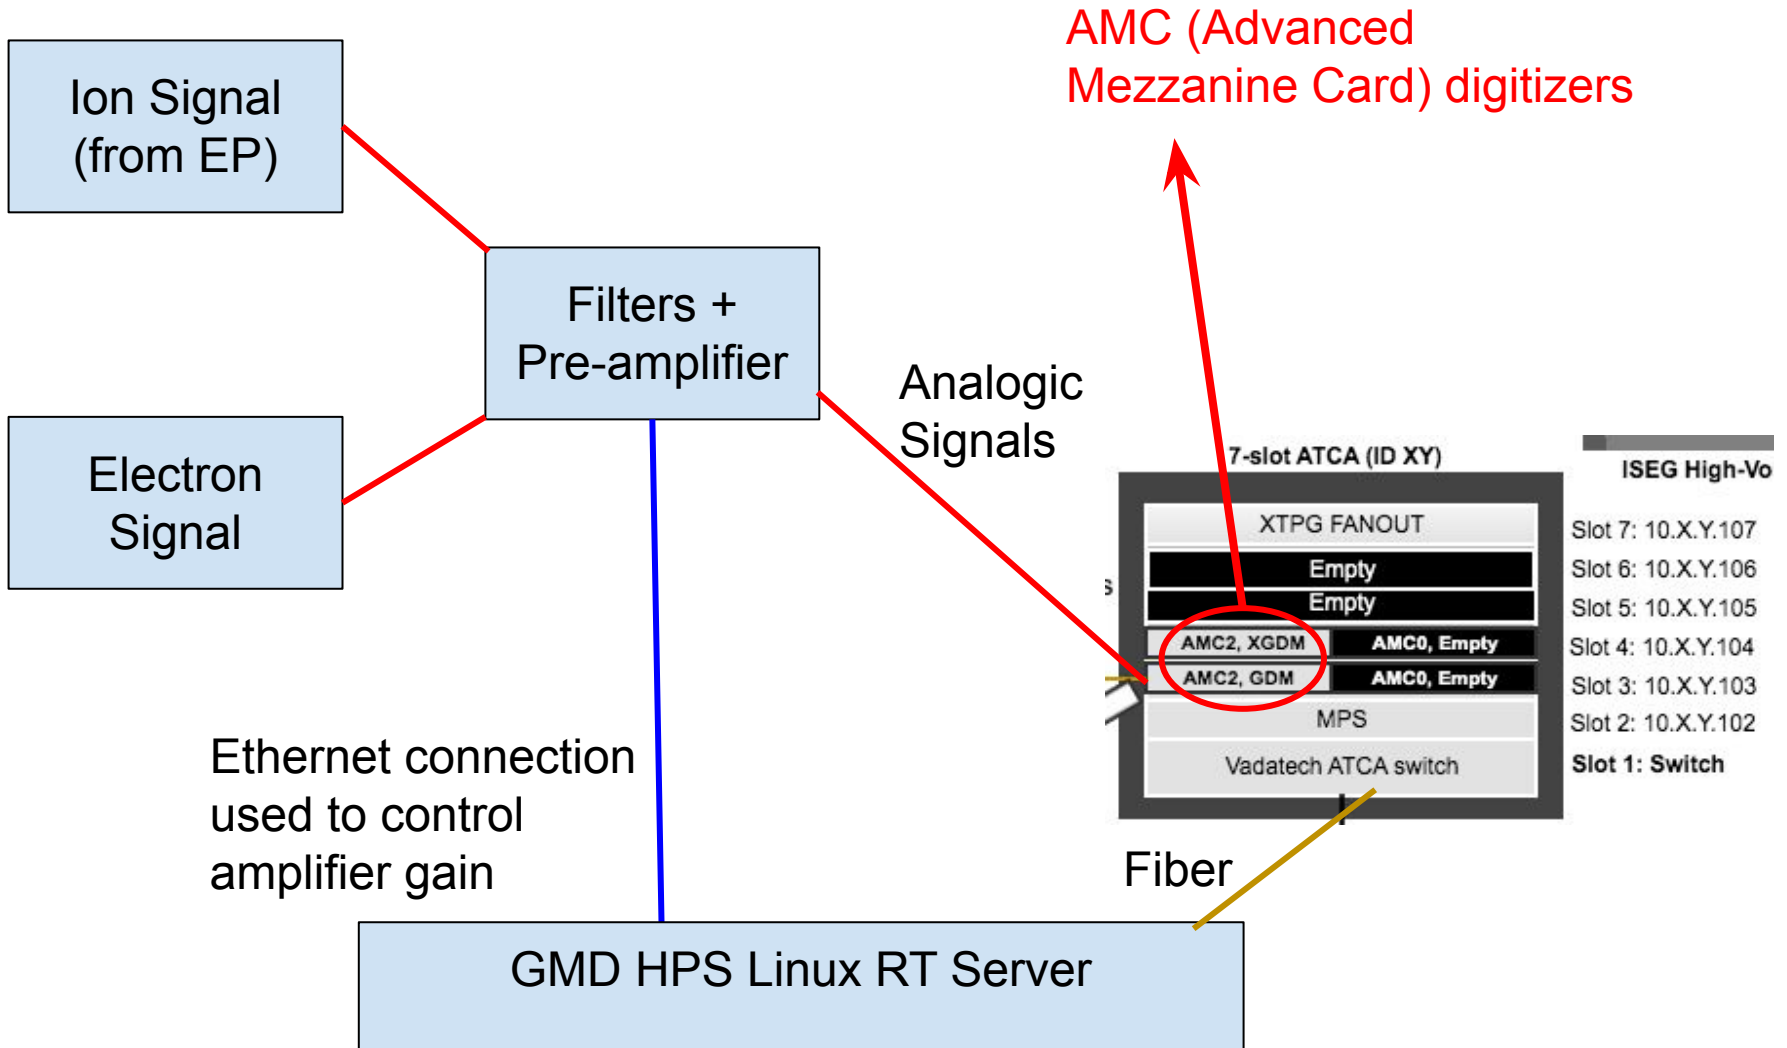 AMC (Advanced
Mezzanine Card) digitizers
Ion Signal
(from EP)
Filters +
Pre-amplifier
Electron
Signal
Analogic
Signals
7-slot ATCA (ID XY)
XTPG FANOUT
Empty
Empty
AMC2, XGDM
AMC0, Empty
AMC2, GDM
AMC0, Empty
MPS
Vadatech ATCA switch
ISEG High-Vo
Slot 7: 10.X.Y.107
Slot 6: 10.X.Y.106
Slot 5: 10.X.Y.105
Slot 4: 10.X.Y.104
Slot 3: 10.X.Y.103
Slot 2: 10.X.Y.102
Slot 1: Switch
s
Ethernet connection
used to control
amplifier gain
Fiber
GMD HPS Linux RT Server